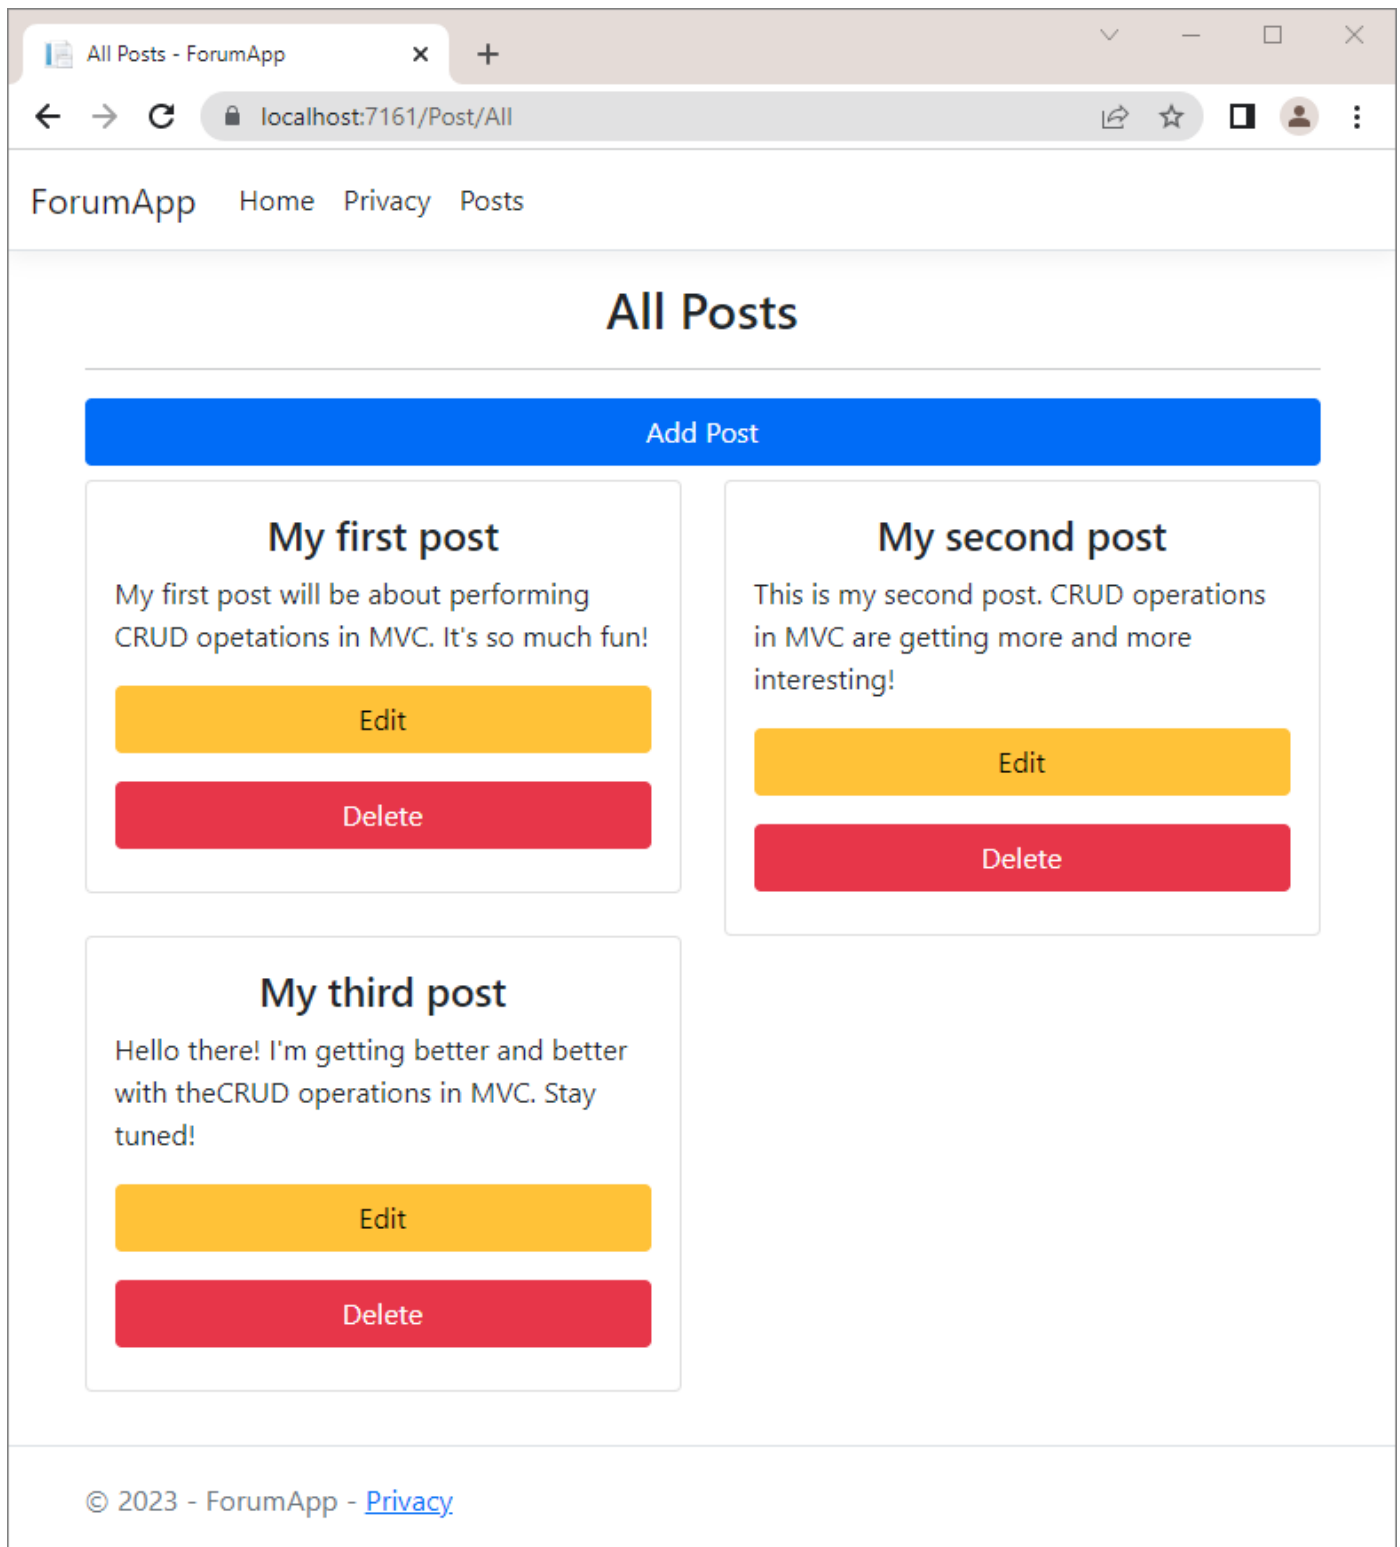 All Posts - ForumApp
localhost:7161/Post/All
ForumApp Home Privacy Posts
All Posts
Add Post
My first post
My first post will be about performing
CRUD opetations in MVC. It's so much fun!
Edit
Delete
My second post
This is my second post. CRUD operations
in MVC are getting more and more
interesting!
Edit
Delete
My third post
Hello there! I'm getting better and better
with theCRUD operations in MVC. Stay
tuned!
Edit
Delete
© 2023 - ForumApp - Privacy